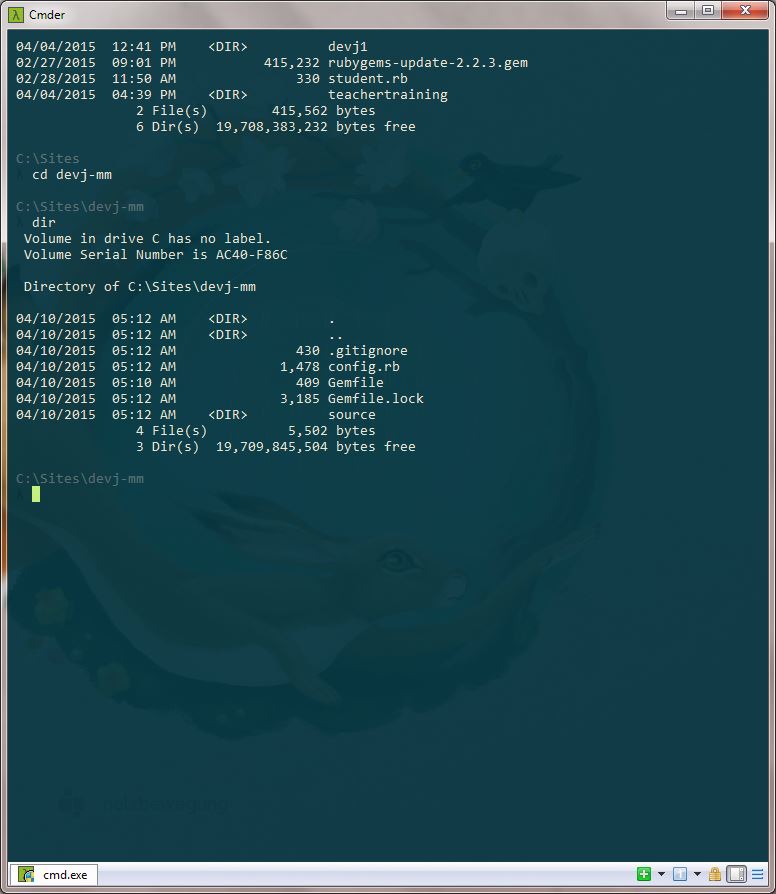 Cmder
04/04/2015  12:41 PM    <DIR>          devj1
02/27/2015  09:01 PM           415,232 rubygems-update-2.2.3.gem
02/28/2015  11:50 AM               330 student.rb
04/04/2015  04:39 PM    <DIR>          teachertraining
               2 File(s)        415,562 bytes
               6 Dir(s)  19,708,383,232 bytes free
C:\Sites
λ cd devj-mm
C:\Sites\devj-mm
λ dir
 Volume in drive C has no label.
 Volume Serial Number is AC40-F86C
 Directory of C:\Sites\devj-mm
04/10/2015  05:12 AM    <DIR>          .
04/10/2015  05:12 AM    <DIR>          ..
04/10/2015  05:12 AM               430 .gitignore
04/10/2015  05:12 AM             1,478 config.rb
04/10/2015  05:10 AM               409 Gemfile
04/10/2015  05:12 AM             3,185 Gemfile.lock
04/10/2015  05:12 AM    <DIR>          source
               4 File(s)          5,502 bytes
               3 Dir(s)  19,709,845,504 bytes free
C:\Sites\devj-mm
λ
cmd.exe